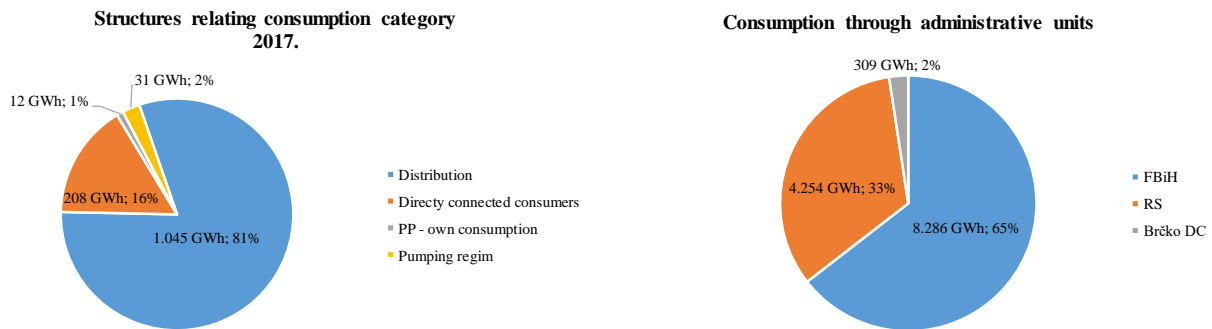 Structures relating consumption category
2017.
31 GWh; 2%
12 GWh; 1%
208 GWh; 16%
1.045 GWh; 81%
Distribution
Directy connected consumers
PP - own consumption
Pumping regim
Consumption through administrative units
309 GWh; 2%
4.254 GWh; 33%
8.286 GWh; 65%
FBiH
RS
Brčko DC